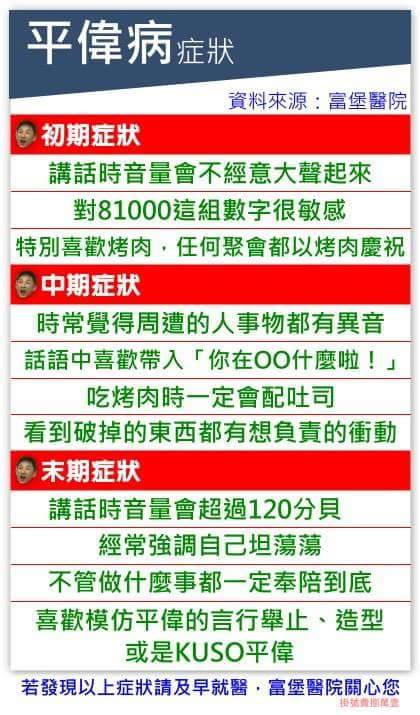 平偉病症狀
資料來源：富堡醫院
初期症狀
講話時音量會不經意大聲起來
對81000這組數字很敏感
特別喜歡烤肉，任何聚會都以烤肉慶祝
中期症狀
時常覺得周遭的人事物都有異音
話語中喜歡帶入「你在OO什麼啦！」
吃烤肉時一定會配吐司
看到破掉的東西都有想負責的衝動
末期症狀
講話時音量會超過120分貝
經常強調自己坦蕩蕩
不管做什麼事都一定奉陪到底
喜歡模仿平偉的言行舉止、造型
或是KUSO平偉
若發現以上症狀請及早就醫，富堡醫院關心您
掛號費捌萬壹